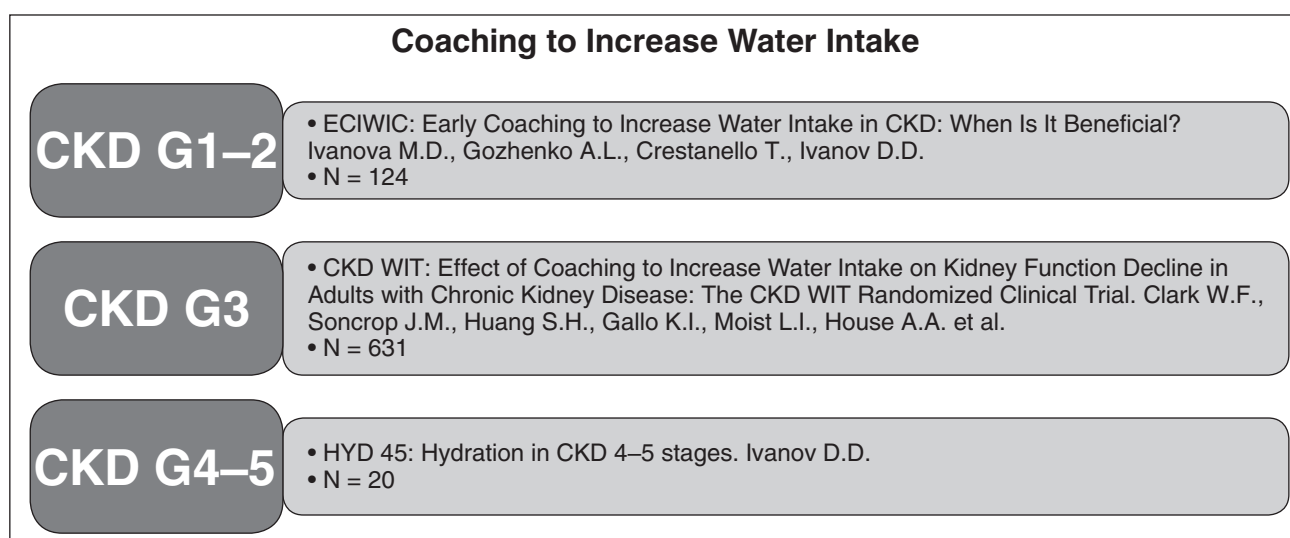 Coaching to Increase Water Intake
CKD G1–2
• ECIWIC: Early Coaching to Increase Water Intake in CKD: When Is It Beneficial?
Ivanova M.D., Gozhenko A.L., Crestanello T., Ivanov D.D.
• N = 124
CKD G3
• CKD WIT: Effect of Coaching to Increase Water Intake on Kidney Function Decline in
Adults with Chronic Kidney Disease: The CKD WIT Randomized Clinical Trial. Clark W.F.,
Soncrop J.M., Huang S.H., Gallo K.I., Moist L.I., House A.A. et al.
• N = 631
CKD G4–5
• HYD 45: Hydration in CKD 4–5 stages. Ivanov D.D.
• N = 20